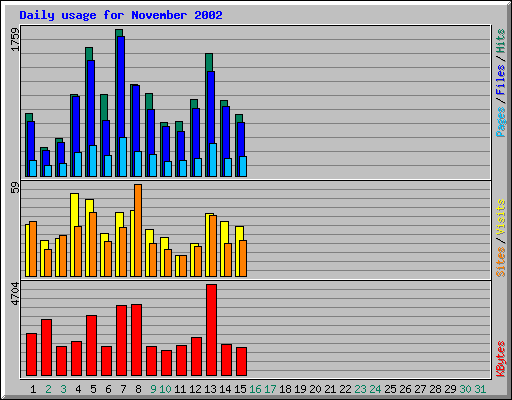 Daily usage for November 2002
1759
Pages / Files / Hits
59
Sites / Visits
4704
KBytes
1 2 3 4 5 6 7 8 9 10 11 12 13 14 15 16 17 18 19 20 21 22 23 24 25 26 27 28 29 30 31